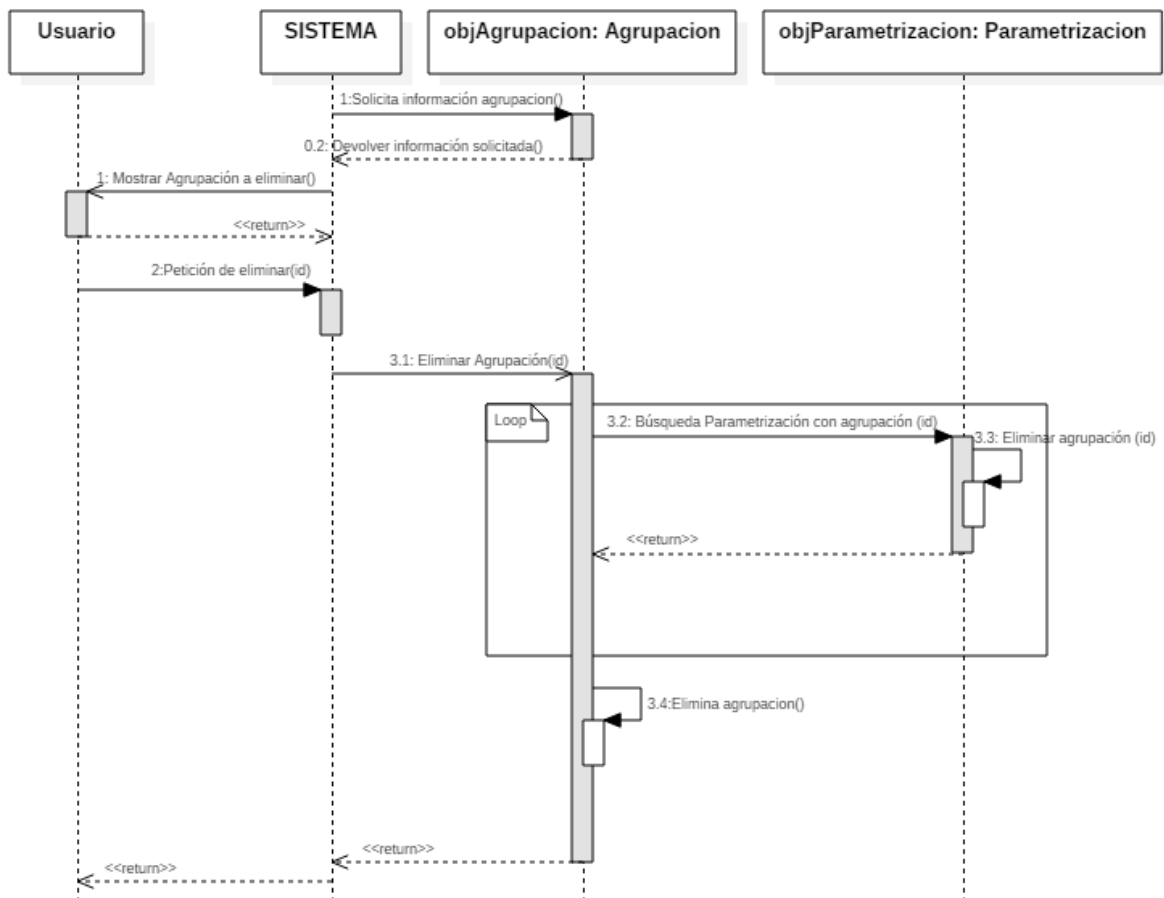 Usuario
SISTEMA
objAgrupacion: Agrupacion
objParametrizacion: Parametrizacion
1:Solicita información agrupacion()
0.2: Devolver información solicitada()
1: Mostrar Agrupación a eliminar()
<<return>>
2:Petición de eliminar(id)
3.1: Eliminar Agrupación(id)
Loop
3.2: Búsqueda Parametrización con agrupación (id)
3.3: Eliminar agrupación (id)
<<return>>
3.4:Elimina agrupacion()
<<return>>
<<return>>